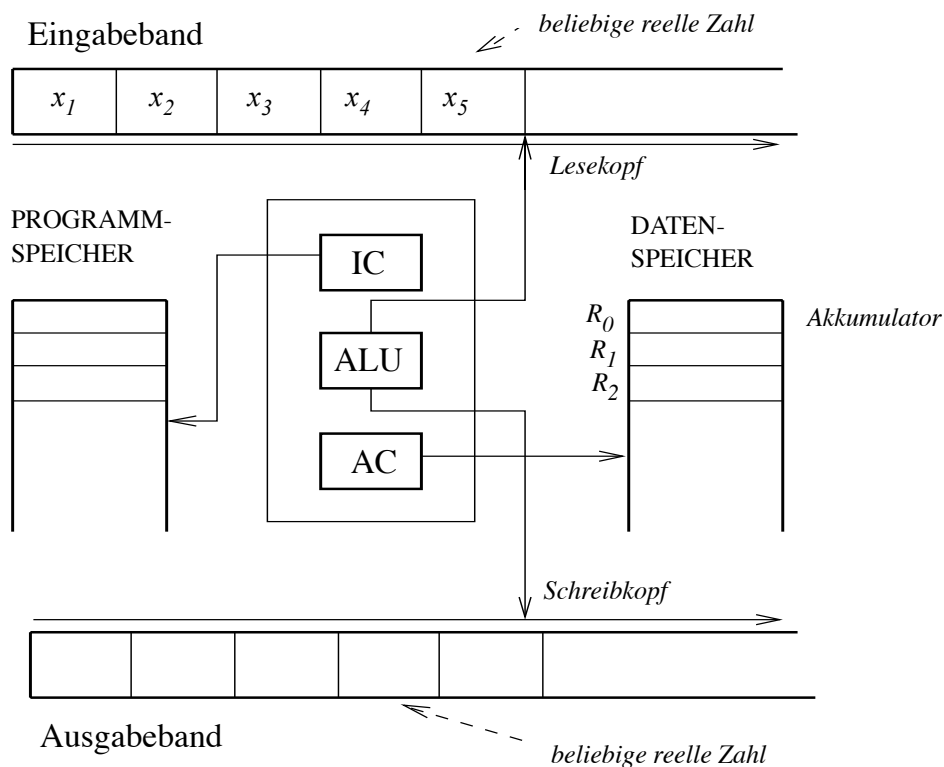 beliebige reelle Zahl
Eingabeband
x1 x2 x3 x4 x5
Lesekopf
PROGRAMM-
SPEICHER
DATEN-
SPEICHER
IC
ALU
AC
R0
R1
R2
Akkumulator
Schreibkopf
Ausgabeband
beliebige reelle Zahl